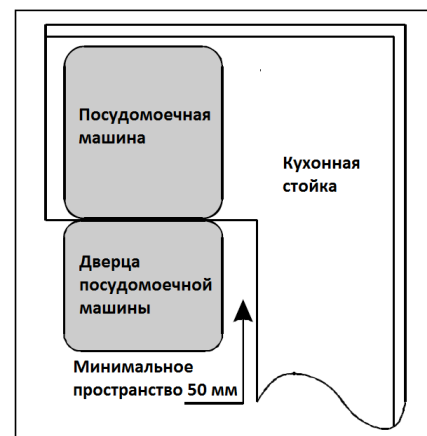 Посудомоечная
машина
Кухонная
стойка
Дверца
посудомоечной
машины
Минимальное
пространство 50 мм